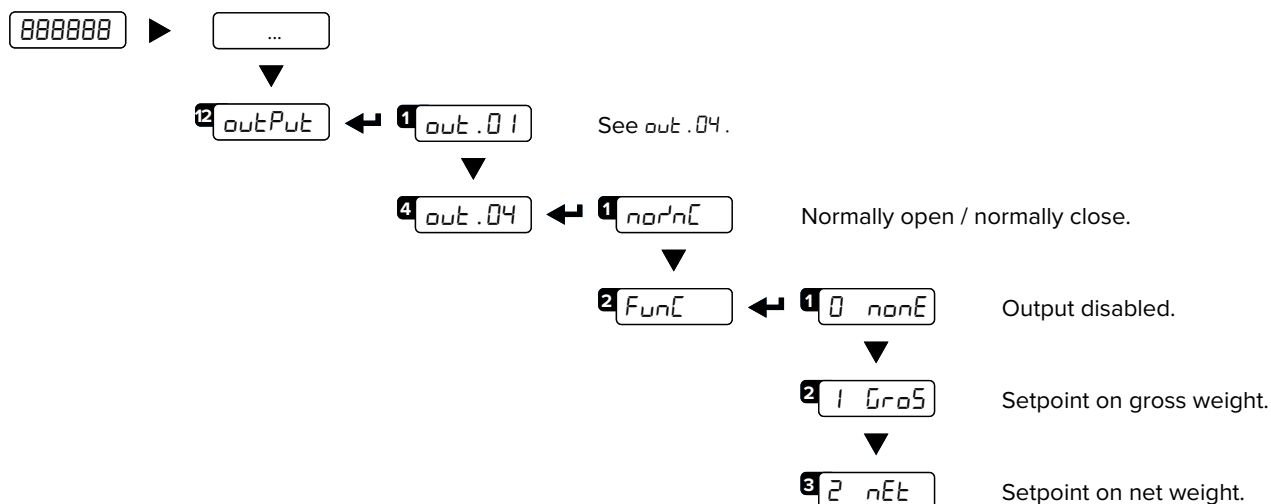 888888
...
12 outPut 1 out.01 See out.04.
4 out.04 1 no/nC Normally open / normally close.
2 FunC 1 0 nonE Output disabled.
2 1 GroS Setpoint on gross weight.
3 2 nEt Setpoint on net weight.